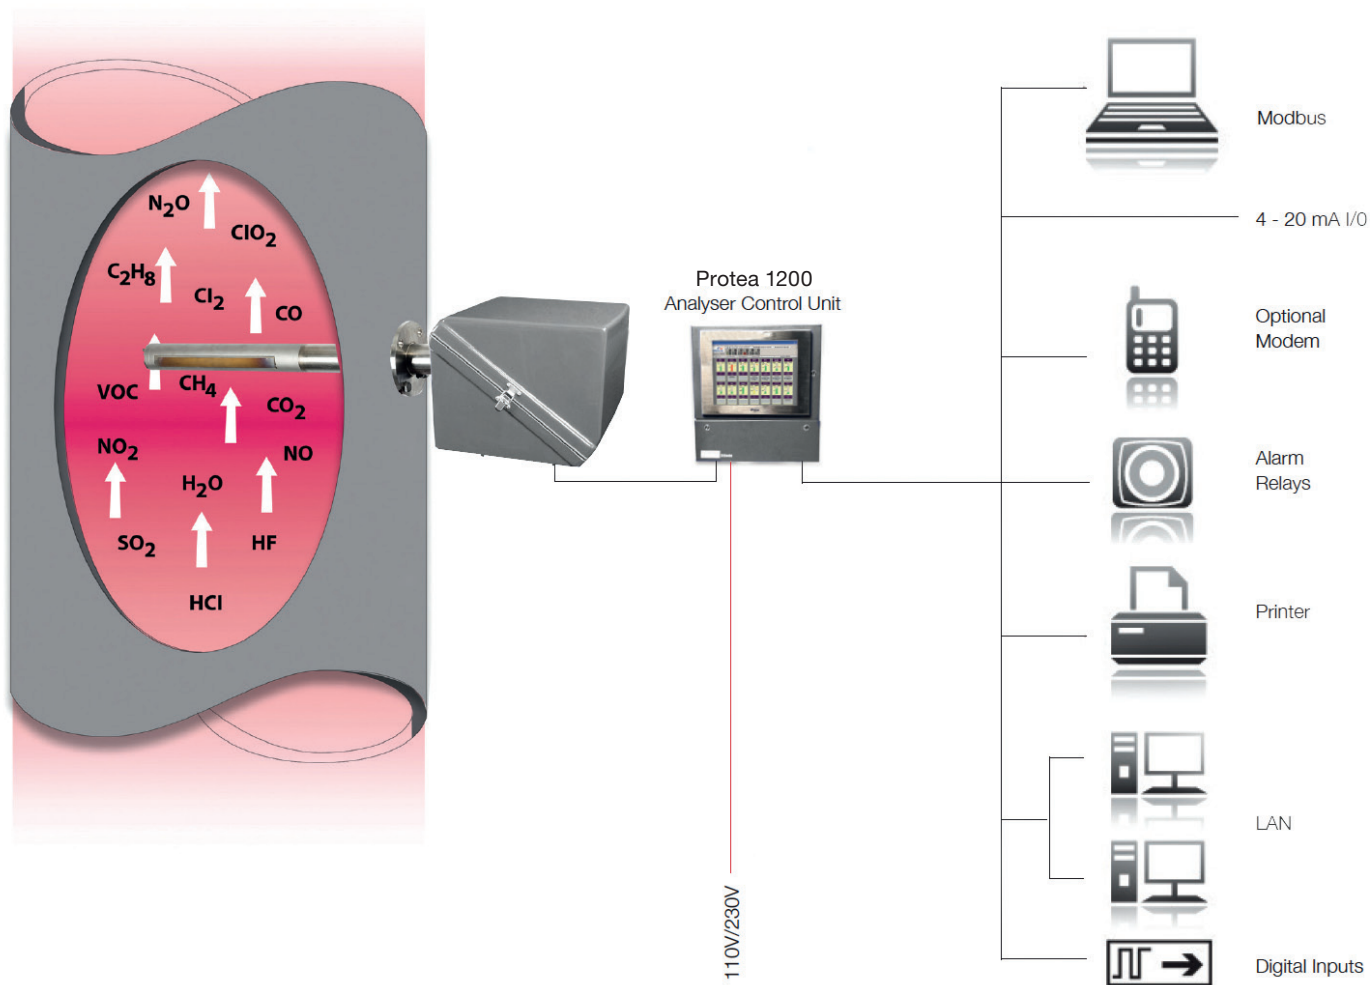 N₂O
ClO₂
C₂H₈
Cl₂
CO
VOC
CH₄
CO₂
NO₂
NO
H₂O
SO₂
HF
HCl
Protea 1200
Analyser Control Unit
110V/230V
Modbus
4 - 20 mA I/0
Optional
Modem
Alarm
Relays
Printer
LAN
Digital Inputs